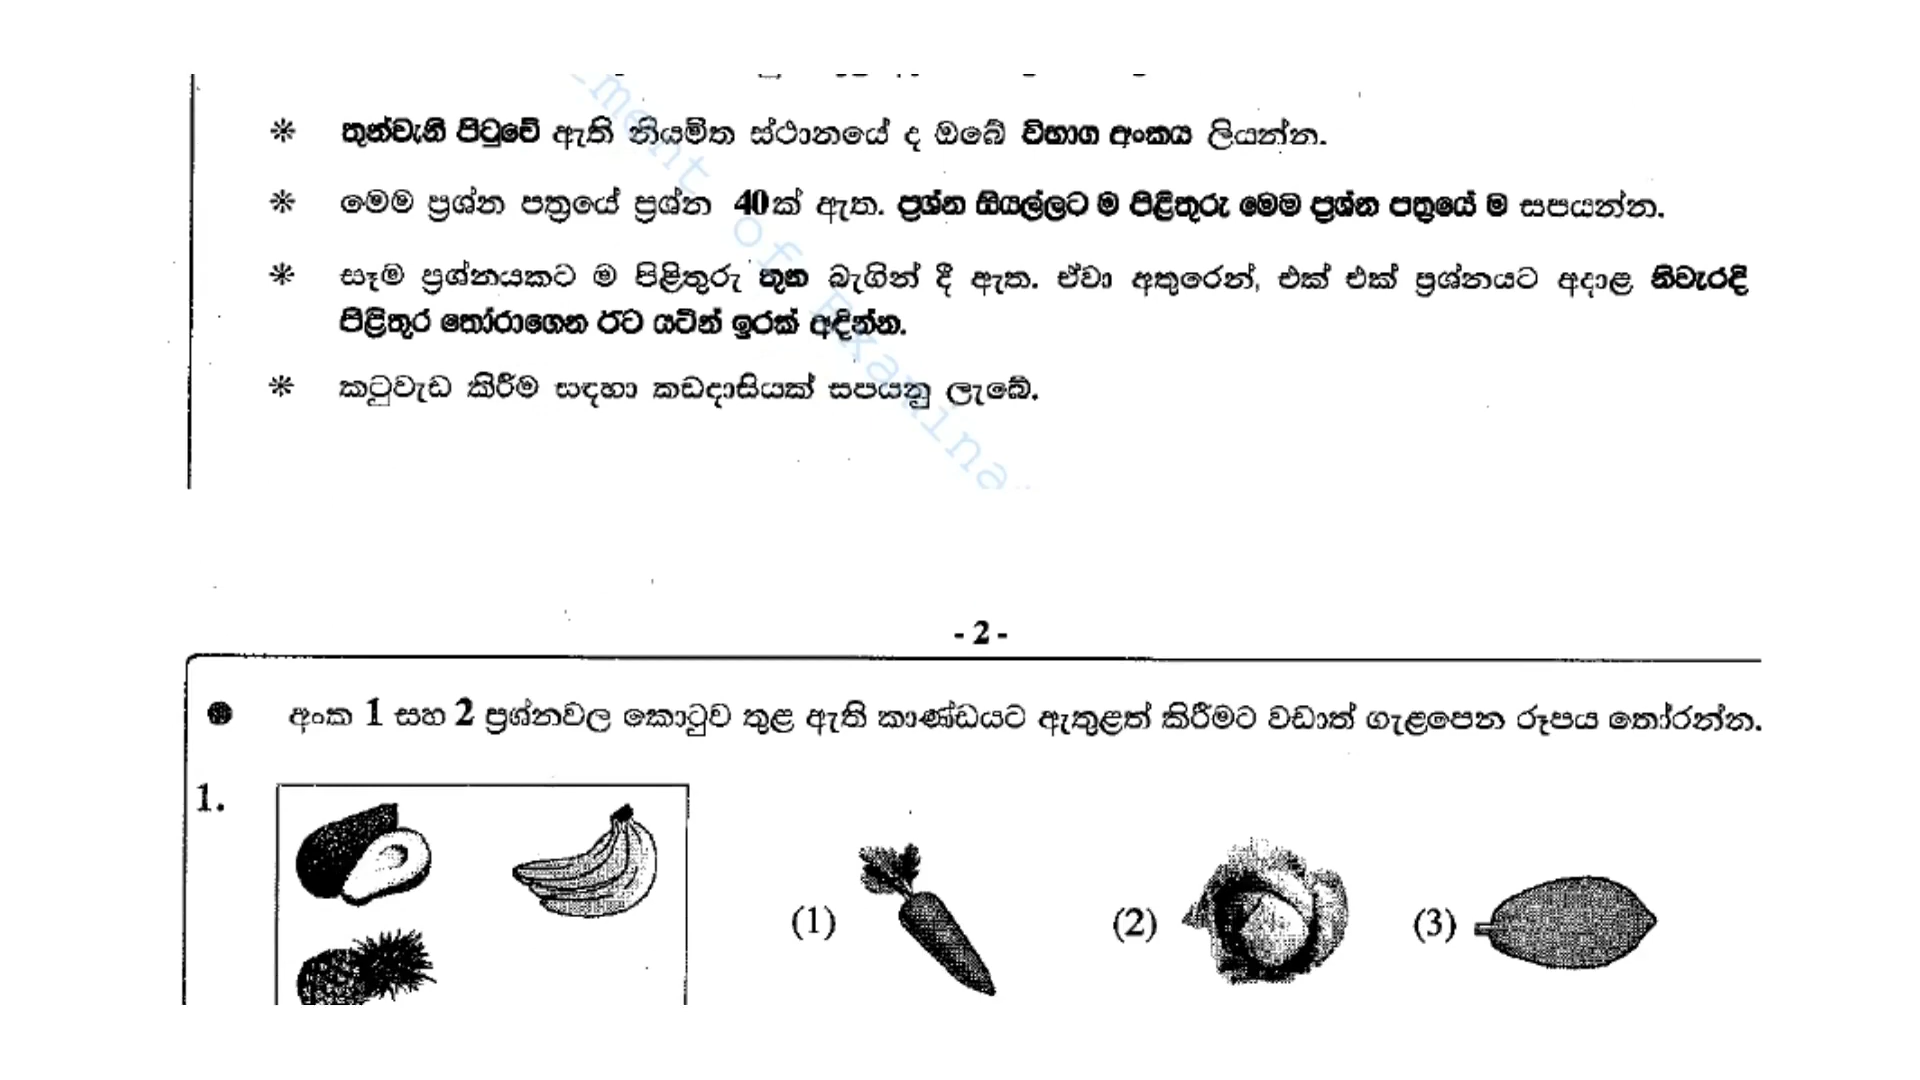 ❋ තුන්වැනි පිටුවේ ඇති නියමිත ස්ථානයේ ද ඔබේ විභාග අංකය ලියන්න.
❋ මෙම ප්‍රශ්න පත්‍රයේ ප්‍රශ්න 40ක් ඇත. ප්‍රශ්න සියල්ලට ම පිළිතුරු මෙම ප්‍රශ්න පත්‍රයේ ම සපයන්න.
❋ සෑම ප්‍රශ්නයකට ම පිළිතුරු තුන බැගින් දී ඇත. ඒවා අතුරෙන්, එක් එක් ප්‍රශ්නයට අදාළ නිවැරදි
පිළිතුර තෝරාගෙන ඊට යටින් ඉරක් අඳින්න.
❋ කටුවැඩ කිරීම සඳහා කඩදාසියක් සපයනු ලැබේ.
ment of Examina
- 2 -
● අංක 1 සහ 2 ප්‍රශ්නවල කොටුව තුළ ඇති කාණ්ඩයට ඇතුළත් කිරීමට වඩාත් ගැළපෙන රූපය තෝරන්න.
1.
(1) (2) (3)